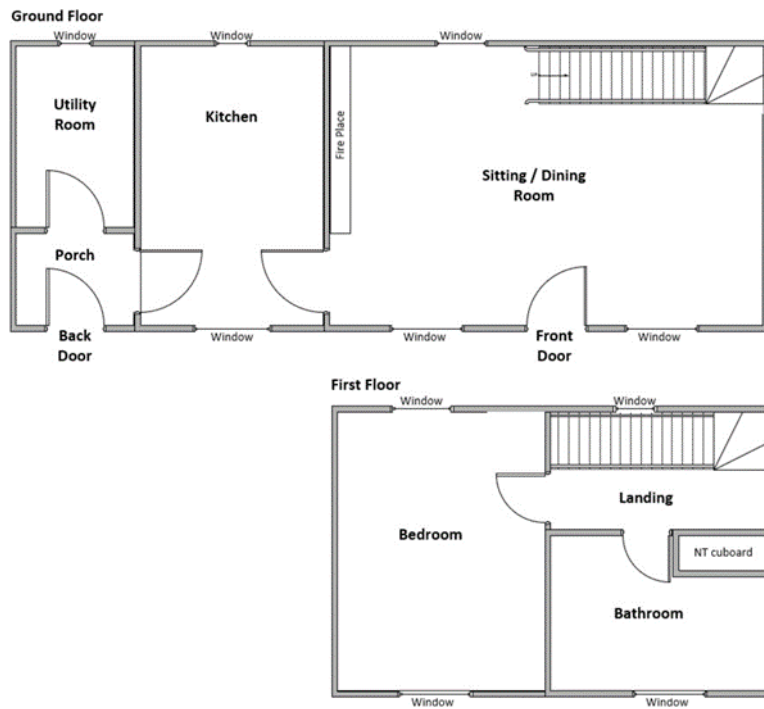 Ground Floor
Window
Window
Window
Utility
Room
Kitchen
Fire Place
UP
Sitting / Dining
Room
Porch
Back
Door
Window
Window
Front
Door
Window
First Floor
Window
Window
Landing
Bedroom
NT cuboard
Bathroom
Window
Window